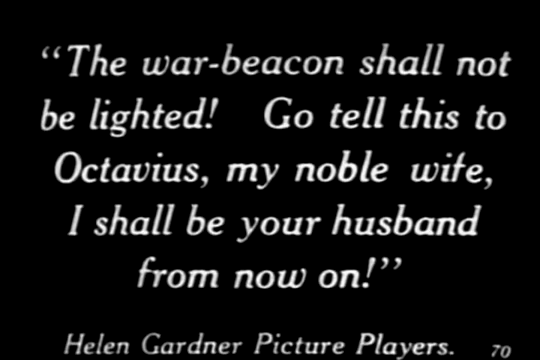 “The war-beacon shall not
be lighted! Go tell this to
Octavius, my noble wife,
I shall be your husband
from now on!”
Helen Gardner Picture Players. 70